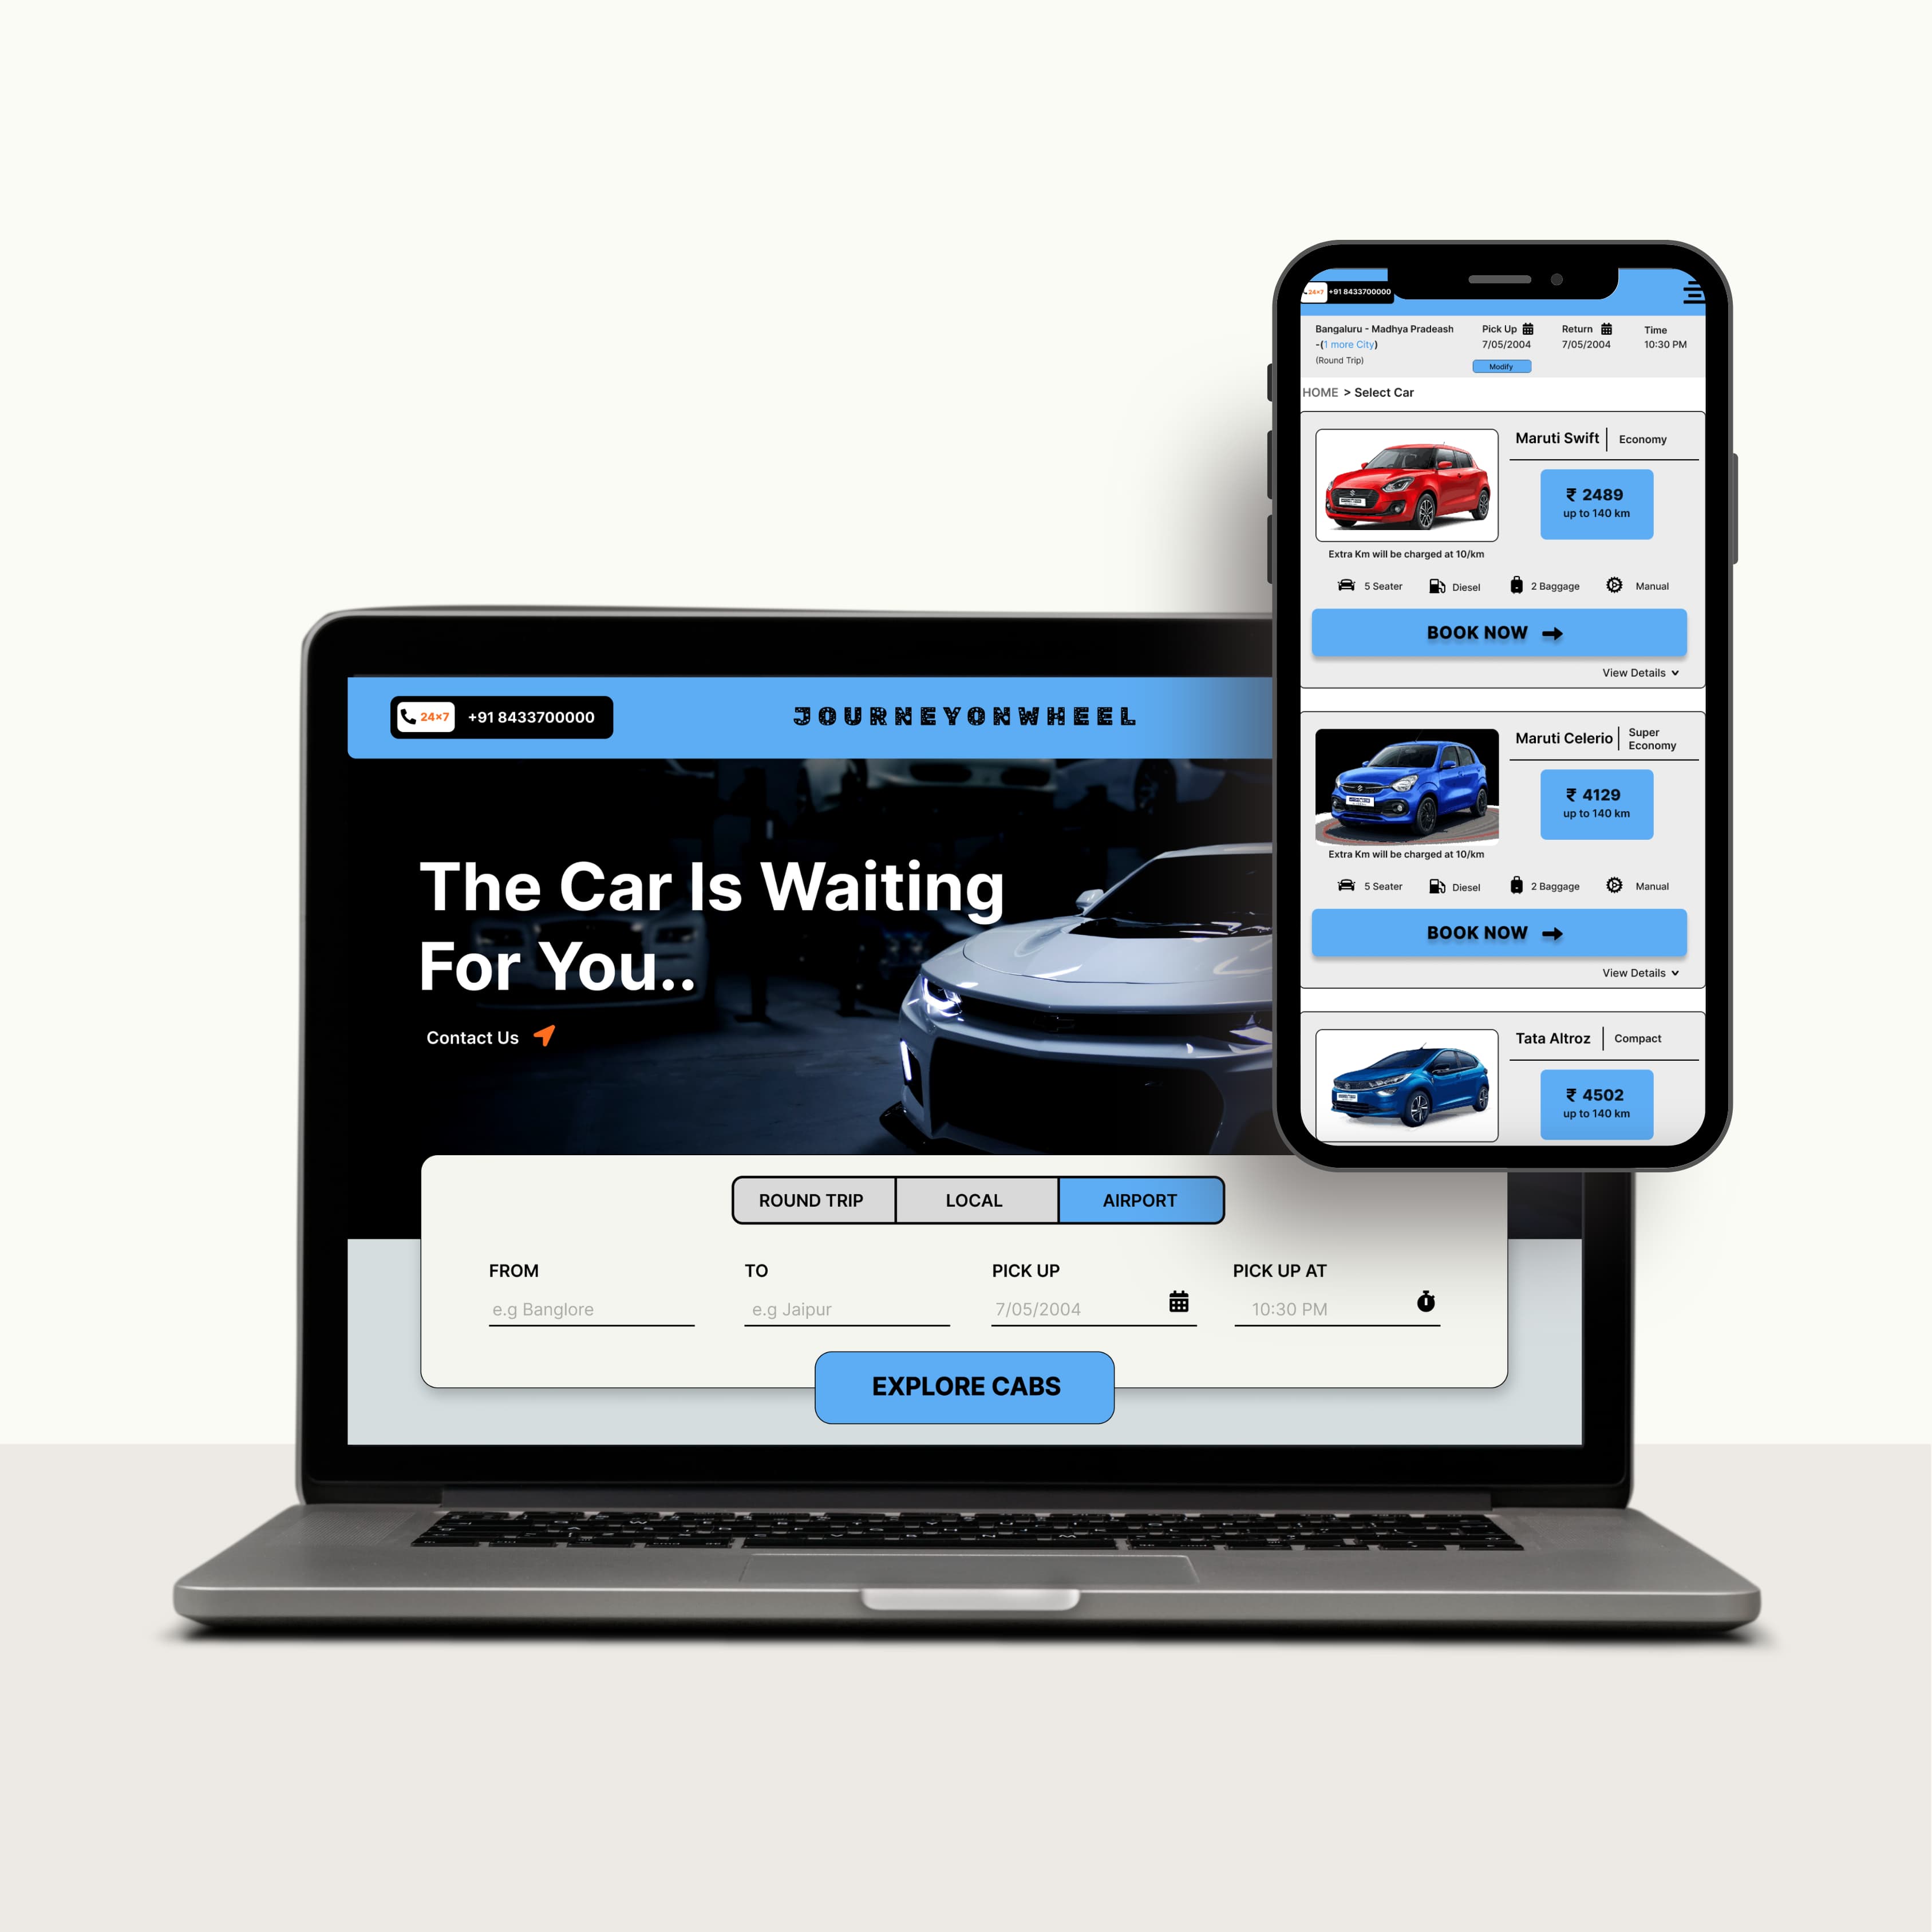 24×7 +91 8433700000
JOURNEYONWHEEL
The Car Is Waiting
For You..
Contact Us
ROUND TRIP LOCAL AIRPORT
FROM TO PICK UP PICK UP AT
e.g Banglore e.g Jaipur 7/05/2004 10:30 PM
EXPLORE CABS
24×7 +91 8433700000
Bangaluru - Madhya Pradeash Pick Up Return Time
-(1 more City) 7/05/2004 7/05/2004 10:30 PM
(Round Trip) Modify
HOME > Select Car
Maruti Swift Economy
₹ 2489
up to 140 km
Extra Km will be charged at 10/km
5 Seater Diesel 2 Baggage Manual
BOOK NOW
View Details
Maruti Celerio Super
Economy
₹ 4129
up to 140 km
Extra Km will be charged at 10/km
5 Seater Diesel 2 Baggage Manual
BOOK NOW
View Details
Tata Altroz Compact
₹ 4502
up to 140 km